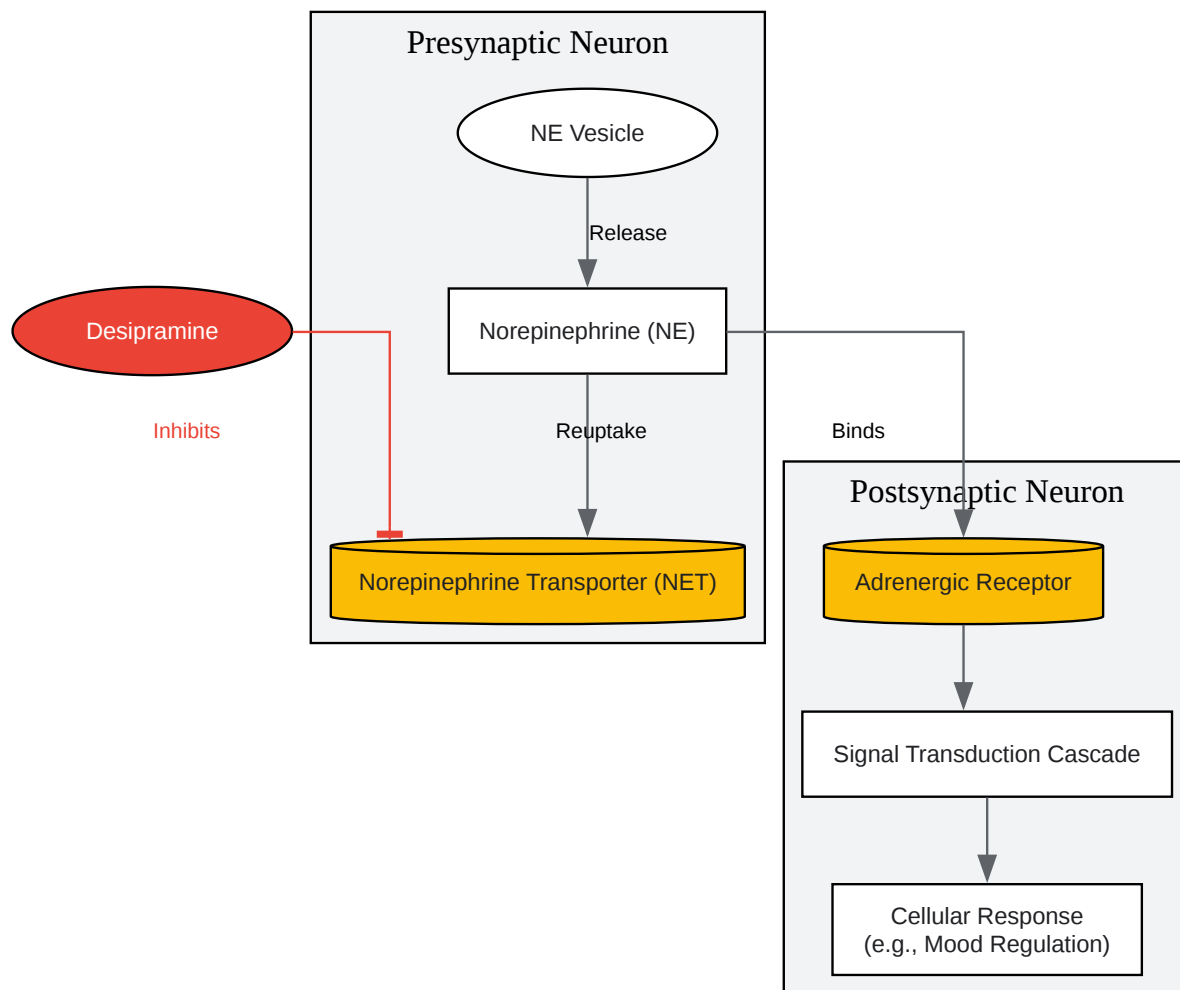 Presynaptic Neuron
NE Vesicle
Release
Desipramine
Norepinephrine (NE)
Inhibits
Reuptake
Binds
Postsynaptic Neuron
Norepinephrine Transporter (NET)
Adrenergic Receptor
Signal Transduction Cascade
Cellular Response
(e.g., Mood Regulation)